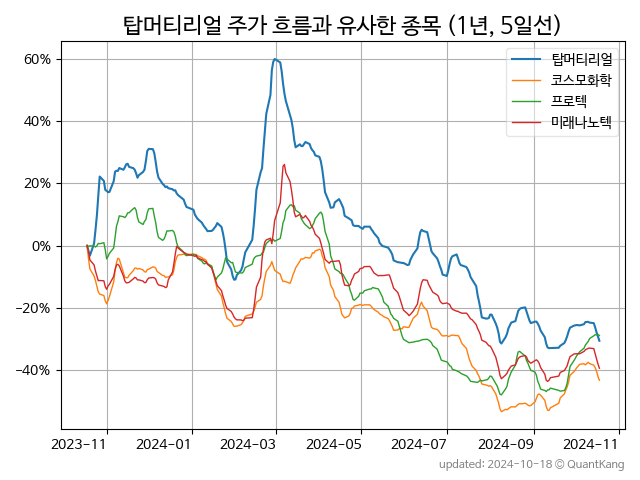 탑머티리얼 주가 흐름과 유사한 종목 (1년, 5일선)
탑머티리얼
코스모화학
프로텍
미래나노텍
60%
40%
20%
0%
−20%
−40%
2023−11
2024−01
2024−03
2024−05
2024−07
2024−09
2024−11
updated: 2024-10-18 © QuantKang